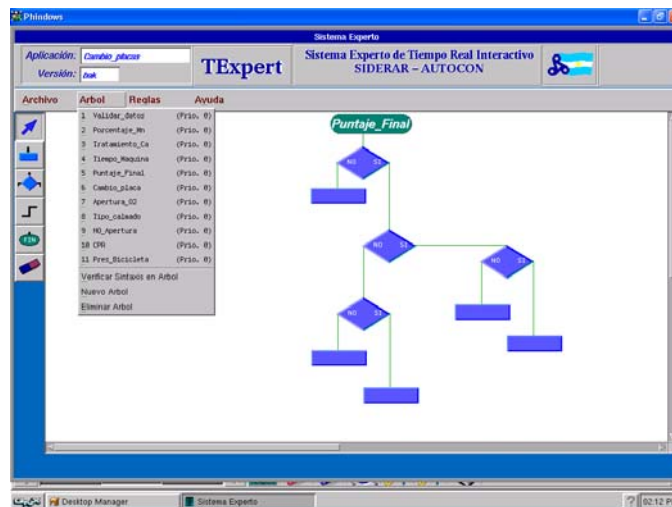 Phindows
Sistema Experto
Aplicación: Cambio_placas
Versión: bak
TExpert
Sistema Experto de Tiempo Real Interactivo
SIDERAR - AUTOCON
Archivo Arbol Reglas Ayuda
1 Validar_datos (Prio. 0)
2 Porcentaje_Mn (Prio. 0)
3 Tratamiento_Ca (Prio. 0)
4 Tiempo_Maquina (Prio. 0)
5 Puntaje_Final (Prio. 0)
6 Cambio_placa (Prio. 0)
7 Apertura_O2 (Prio. 0)
8 Tipo_calmado (Prio. 0)
9 NO_Apertura (Prio. 0)
10 CPR (Prio. 0)
11 Pres_Bicicleta (Prio. 0)
Verificar Sintaxis en Arbol
Nuevo Arbol
Eliminar Arbol
FIN
Puntaje_Final
NO SI
NO SI
NO SI
NO SI
Desktop Manager
Sistema Experto
02:12 P